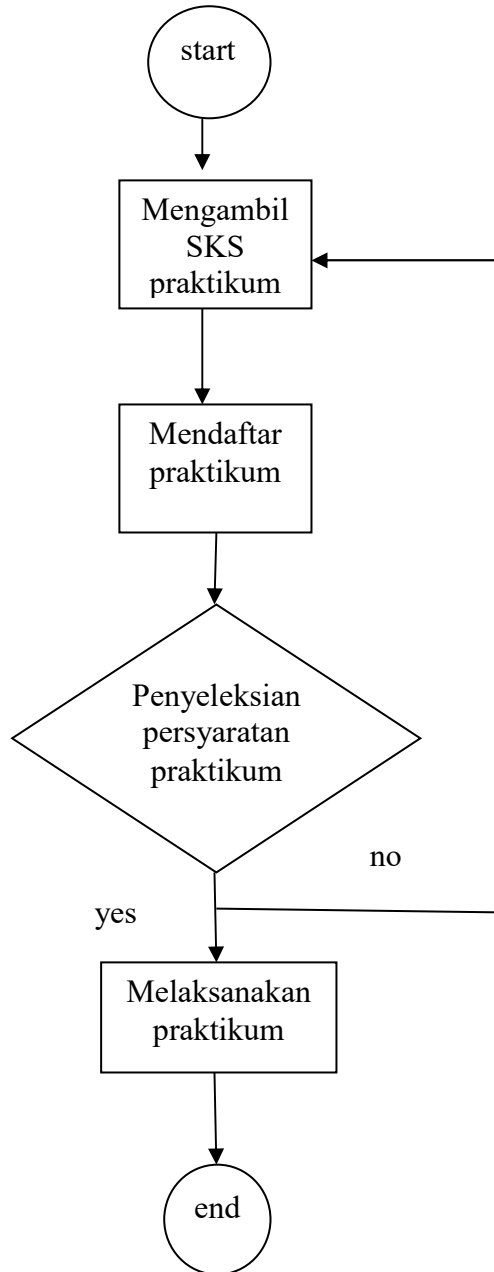 start
Mengambil
SKS
praktikum
Mendaftar
praktikum
Penyeleksian
persyaratan
praktikum
no
yes
Melaksanakan
praktikum
end